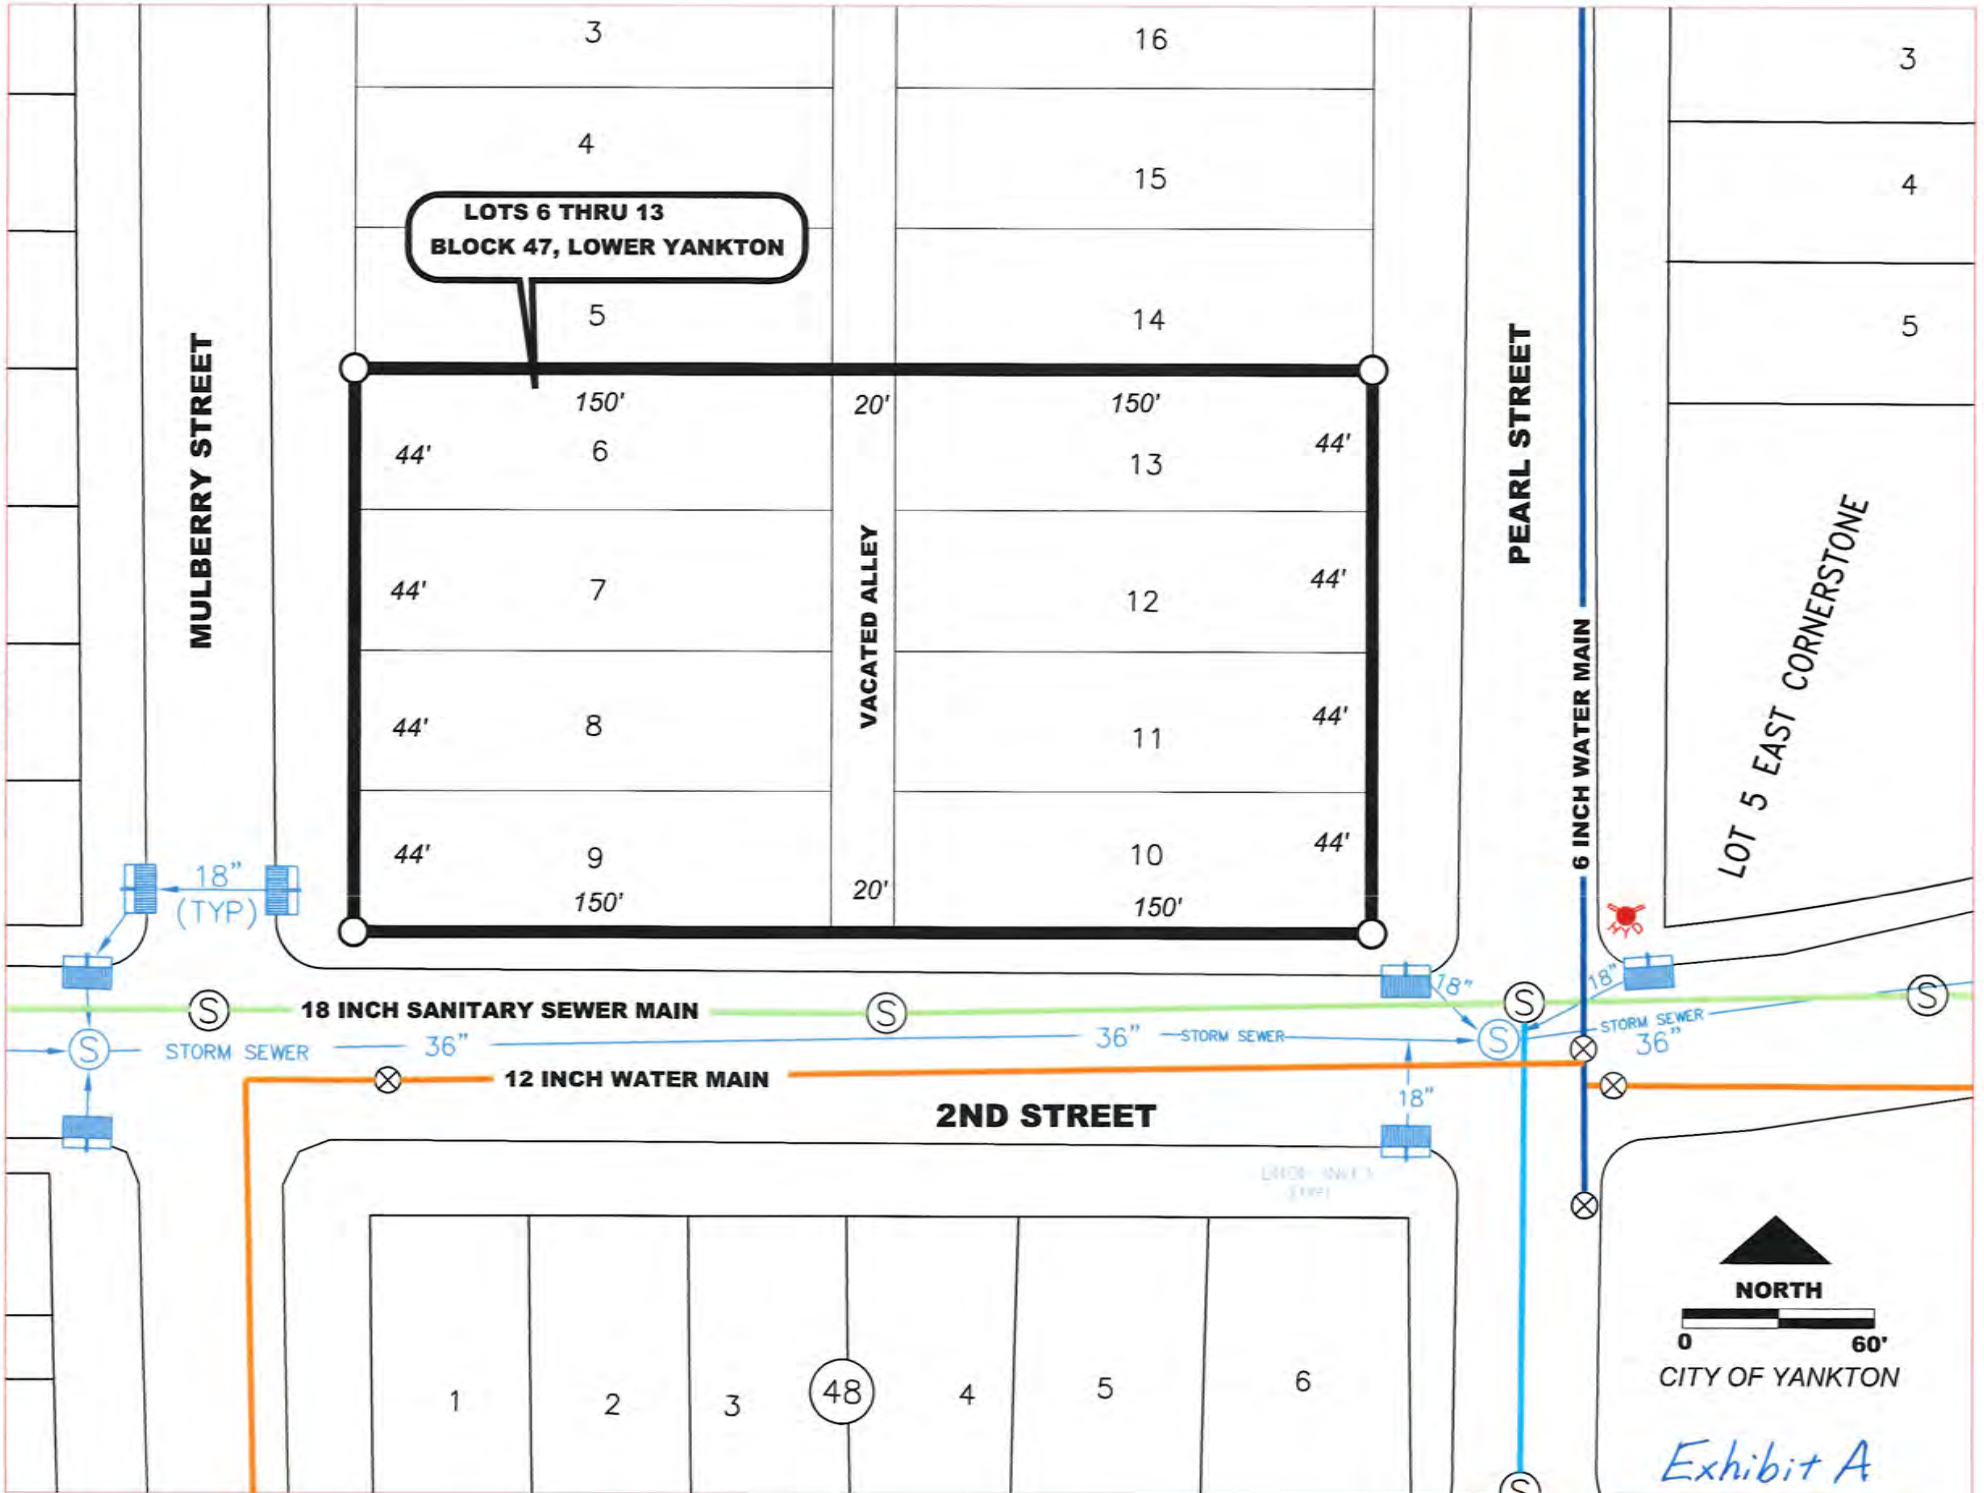 3
16
3
4
15
4
LOTS 6 THRU 13
BLOCK 47, LOWER YANKTON
5
14
5
MULBERRY STREET
PEARL STREET
150'
20'
150'
44'
6
13
44'
LOT 5 EAST CORNERSTONE
VACATED ALLEY
44'
7
12
44'
6 INCH WATER MAIN
44'
8
11
44'
44'
9
10
44'
150'
20'
150'
18"
(TYP)
HYD
18"
18"
S
18 INCH SANITARY SEWER MAIN
S
S
S
S
STORM SEWER
36"
36"
STORM SEWER
S
STORM SEWER
36"
12 INCH WATER MAIN
18"
2ND STREET
NORTH
0
60'
CITY OF YANKTON
1
2
3
48
4
5
6
Exhibit A
S